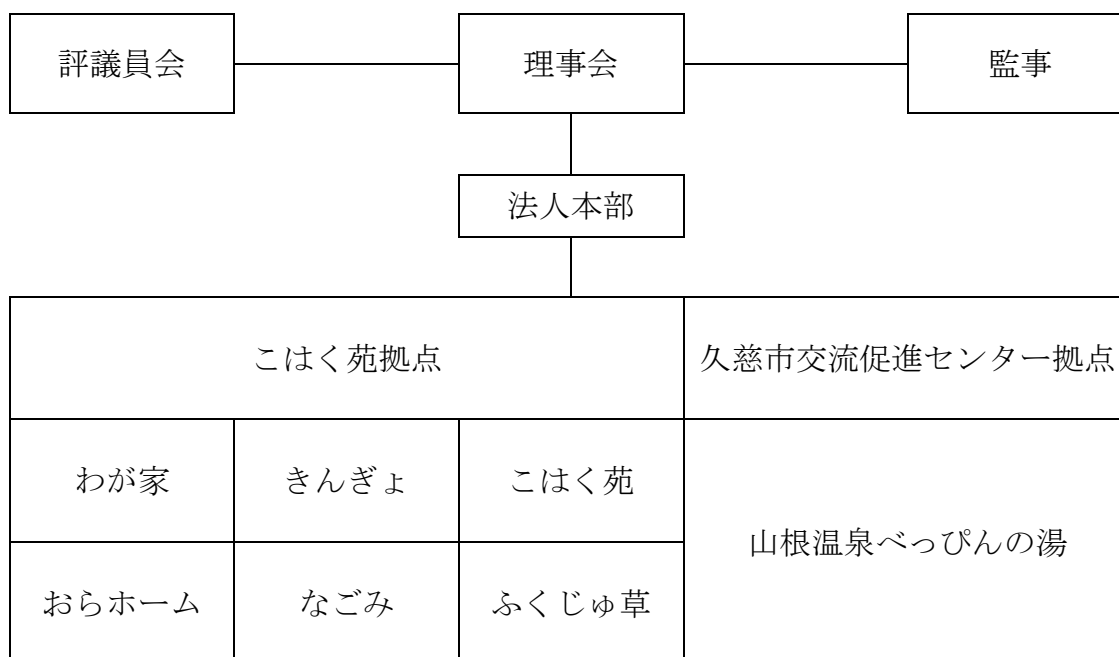 評議員会
理事会
監事
法人本部
こはく苑拠点
久慈市交流促進センター拠点
わが家
きんぎょ
こはく苑
山根温泉べっぴんの湯
おらホーム
なごみ
ふくじゅ草